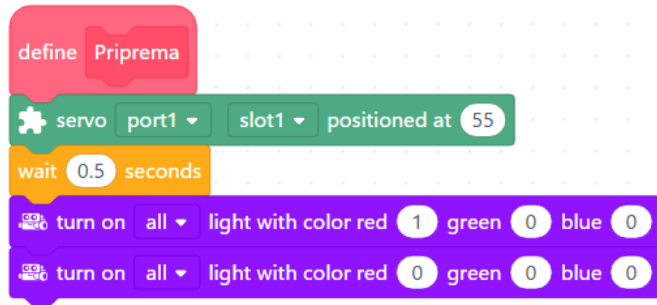 define Priprema
servo port1 slot1 positioned at 55
wait 0.5 seconds
turn on all light with color red 1 green 0 blue 0
turn on all light with color red 0 green 0 blue 0